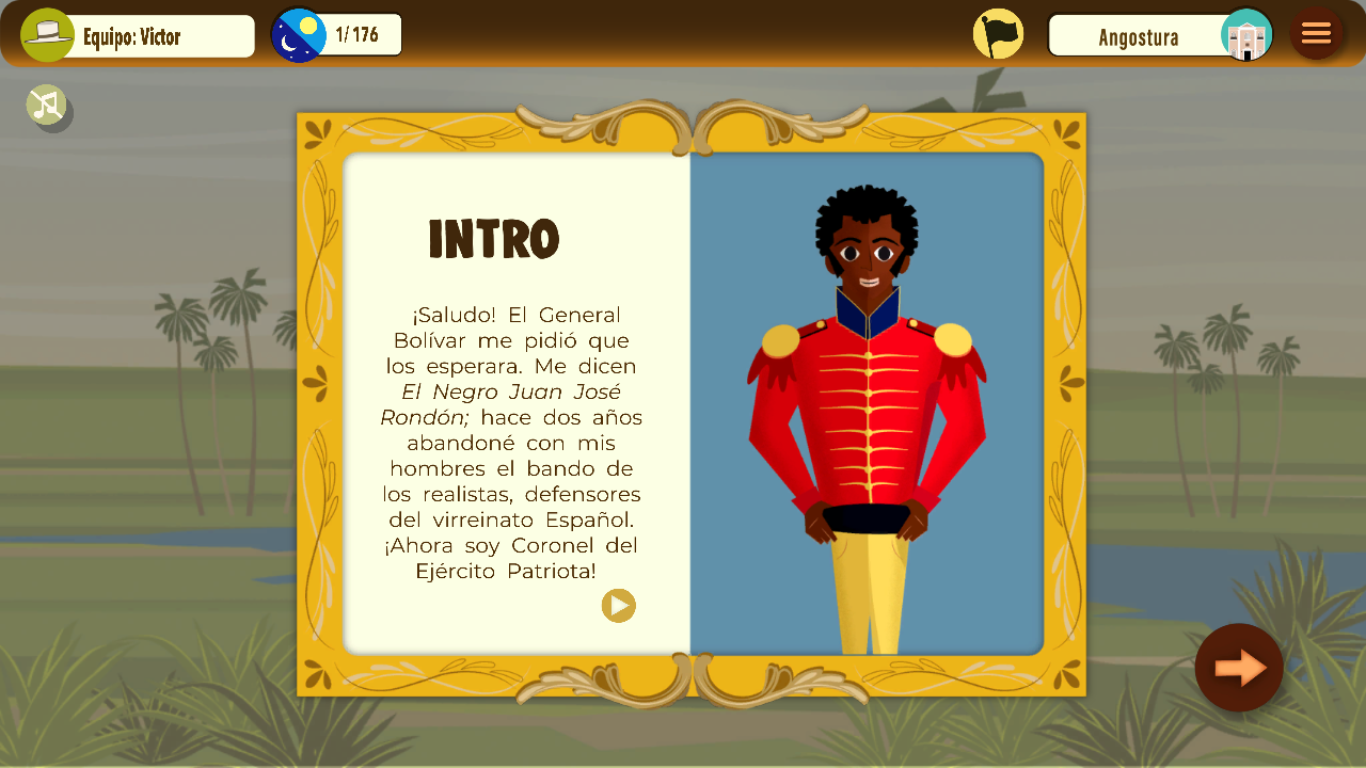 Equipo: Victor
1/176
Angostura
INTRO
¡Saludo! El General
Bolívar me pidió que
los esperara. Me dicen
El Negro Juan José
Rondón; hace dos años
abandoné con mis
hombres el bando de
los realistas, defensores
del virreinato Español.
¡Ahora soy Coronel del
Ejército Patriota!